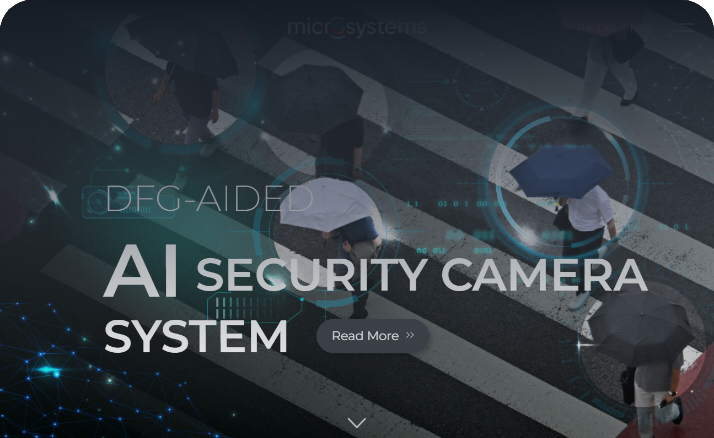 microsystems
DFG-AIDED
AI SECURITY CAMERA
SYSTEM
Read More »